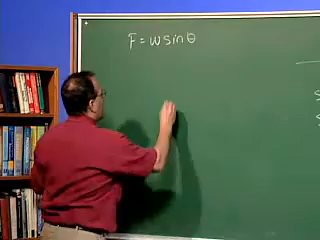 F = w sin θ